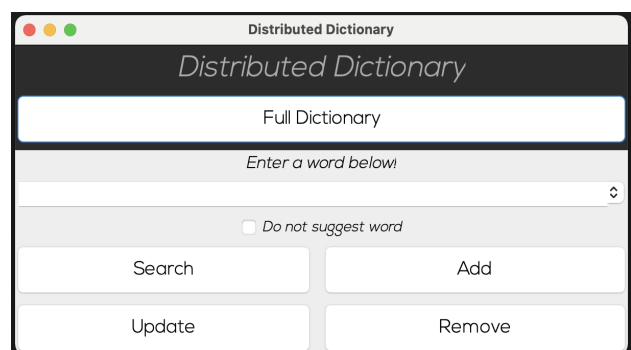 Distributed Dictionary
Distributed Dictionary
Full Dictionary
Enter a word below!
Do not suggest word
Search Add
Update Remove